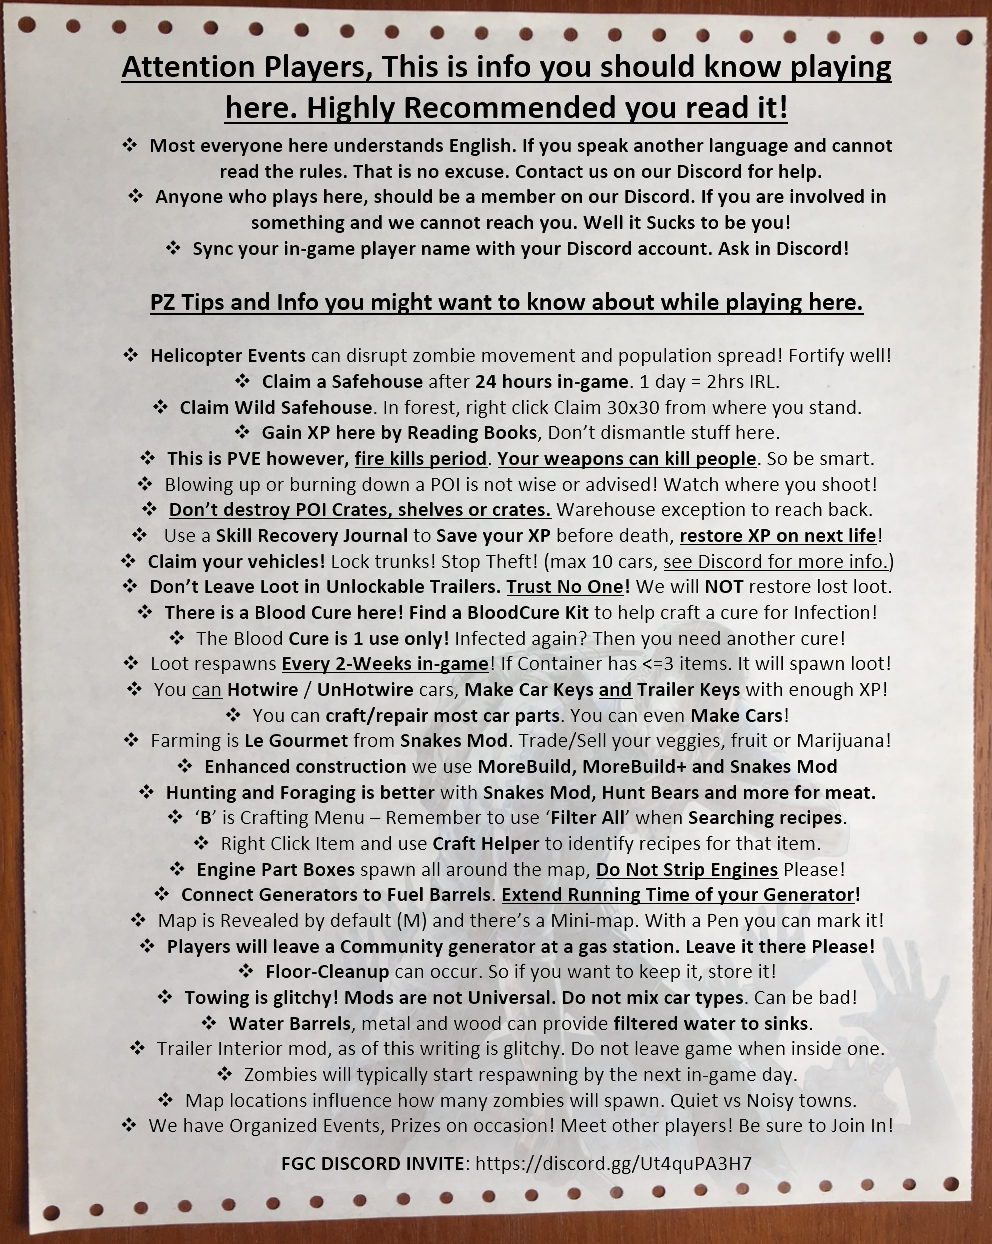 Attention Players, This is info you should know playing
here. Highly Recommended you read it!
❖ Most everyone here understands English. If you speak another language and cannot
read the rules. That is no excuse. Contact us on our Discord for help.
❖ Anyone who plays here, should be a member on our Discord. If you are involved in
something and we cannot reach you. Well it Sucks to be you!
❖ Sync your in-game player name with your Discord account. Ask in Discord!
PZ Tips and Info you might want to know about while playing here.
❖ Helicopter Events can disrupt zombie movement and population spread! Fortify well!
❖ Claim a Safehouse after 24 hours in-game. 1 day = 2hrs IRL.
❖ Claim Wild Safehouse. In forest, right click Claim 30x30 from where you stand.
❖ Gain XP here by Reading Books, Don't dismantle stuff here.
❖ This is PVE however, fire kills period. Your weapons can kill people. So be smart.
❖ Blowing up or burning down a POI is not wise or advised! Watch where you shoot!
❖ Don't destroy POI Crates, shelves or crates. Warehouse exception to reach back.
❖ Use a Skill Recovery Journal to Save your XP before death, restore XP on next life!
❖ Claim your vehicles! Lock trunks! Stop Theft! (max 10 cars, see Discord for more info.)
❖ Don't Leave Loot in Unlockable Trailers. Trust No One! We will NOT restore lost loot.
❖ There is a Blood Cure here! Find a BloodCure Kit to help craft a cure for Infection!
❖ The Blood Cure is 1 use only! Infected again? Then you need another cure!
❖ Loot respawns Every 2-Weeks in-game! If Container has <=3 items. It will spawn loot!
❖ You can Hotwire / UnHotwire cars, Make Car Keys and Trailer Keys with enough XP!
❖ You can craft/repair most car parts. You can even Make Cars!
❖ Farming is Le Gourmet from Snakes Mod. Trade/Sell your veggies, fruit or Marijuana!
❖ Enhanced construction we use MoreBuild, MoreBuild+ and Snakes Mod
❖ Hunting and Foraging is better with Snakes Mod, Hunt Bears and more for meat.
❖ 'B' is Crafting Menu – Remember to use 'Filter All' when Searching recipes.
❖ Right Click Item and use Craft Helper to identify recipes for that item.
❖ Engine Part Boxes spawn all around the map, Do Not Strip Engines Please!
❖ Connect Generators to Fuel Barrels. Extend Running Time of your Generator!
❖ Map is Revealed by default (M) and there's a Mini-map. With a Pen you can mark it!
❖ Players will leave a Community generator at a gas station. Leave it there Please!
❖ Floor-Cleanup can occur. So if you want to keep it, store it!
❖ Towing is glitchy! Mods are not Universal. Do not mix car types. Can be bad!
❖ Water Barrels, metal and wood can provide filtered water to sinks.
❖ Trailer Interior mod, as of this writing is glitchy. Do not leave game when inside one.
❖ Zombies will typically start respawning by the next in-game day.
❖ Map locations influence how many zombies will spawn. Quiet vs Noisy towns.
❖ We have Organized Events, Prizes on occasion! Meet other players! Be sure to Join In!
FGC DISCORD INVITE: https://discord.gg/Ut4quPA3H7